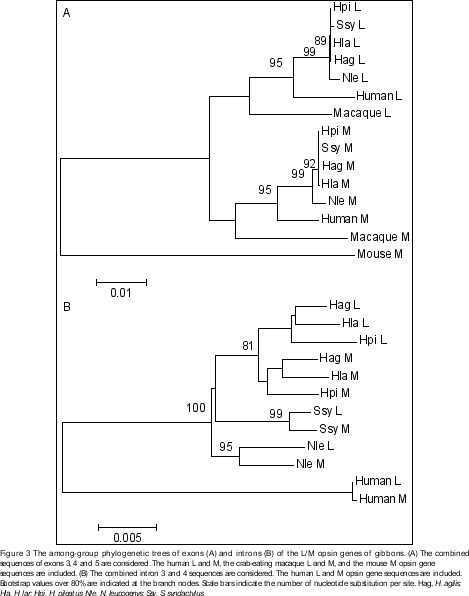 A
Hpi L
Ssy L
89
Hla L
99
Hag L
95
Nle L
Human L
Macaque L
Hpi M
Ssy M
92
Hag M
99
Hla M
95
Nle M
Human M
Macaque M
Mouse M
0.01
B
Hag L
Hla L
81
Hpi L
Hag M
Hla M
Hpi M
100
99
Ssy L
Ssy M
95
Nle L
Nle M
Human L
Human M
0.005
Figure 3 The among-group phylogenetic trees of exons (A) and introns (B) of the L/M opsin genes of gibbons. (A) The combined
sequences of exons 3, 4 and 5 are considered. The human L and M, the crab-eating macaque L and M, and the mouse M opsin gene
sequences are included. (B) The combined intron 3 and 4 sequences are considered. The human L and M opsin gene sequences are included.
Bootstrap values over 80% are indicated at the branch nodes. Scale bars indicate the number of nucleotide substitution per site. Hag, H. agilis;
H. lar; Hpi, H. pileatus Nle, N. leucogenys; Ssy, S. syndactylus